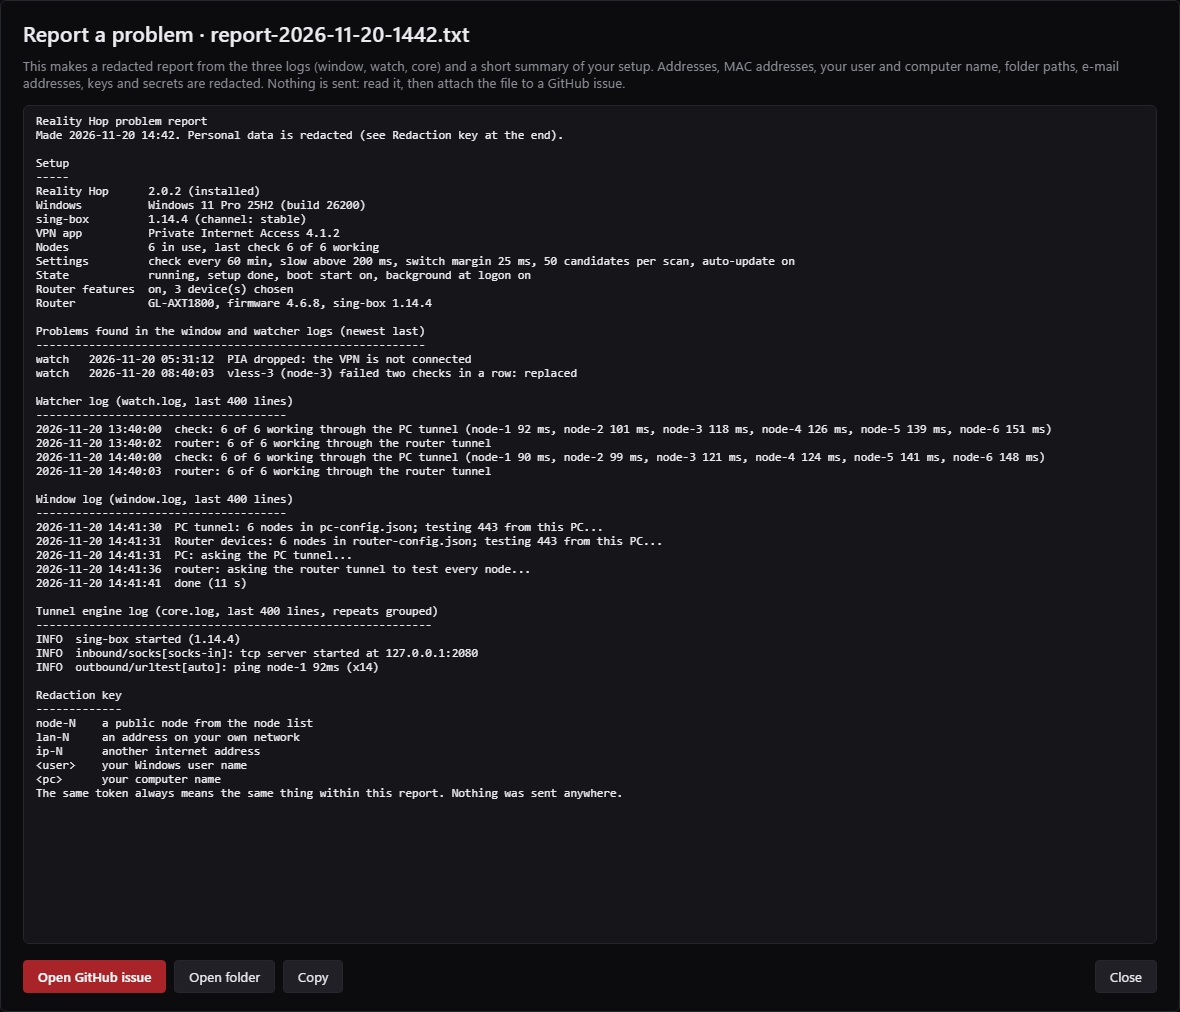 Report a problem · report-2026-11-20-1442.txt
This makes a redacted report from the three logs (window, watch, core) and a short summary of your setup. Addresses, MAC addresses, your user and computer name, folder paths, e-mail
addresses, keys and secrets are redacted. Nothing is sent: read it, then attach the file to a GitHub issue.
Reality Hop problem report
Made 2026-11-20 14:42. Personal data is redacted (see Redaction key at the end).
Setup
-----
Reality Hop      2.0.2 (installed)
Windows          Windows 11 Pro 25H2 (build 26200)
sing-box         1.14.4 (channel: stable)
VPN app          Private Internet Access 4.1.2
Nodes            6 in use, last check 6 of 6 working
Settings         check every 60 min, slow above 200 ms, switch margin 25 ms, 50 candidates per scan, auto-update on
State            running, setup done, boot start on, background at logon on
Router features  on, 3 device(s) chosen
Router           GL-AXT1800, firmware 4.6.8, sing-box 1.14.4
Problems found in the window and watcher logs (newest last)
-----------------------------------------------------------
watch   2026-11-20 05:31:12  PIA dropped: the VPN is not connected
watch   2026-11-20 08:40:03  vless-3 (node-3) failed two checks in a row: replaced
Watcher log (watch.log, last 400 lines)
--------------------------------------
2026-11-20 13:40:00  check: 6 of 6 working through the PC tunnel (node-1 92 ms, node-2 101 ms, node-3 118 ms, node-4 126 ms, node-5 139 ms, node-6 151 ms)
2026-11-20 13:40:02  router: 6 of 6 working through the router tunnel
2026-11-20 14:40:00  check: 6 of 6 working through the PC tunnel (node-1 90 ms, node-2 99 ms, node-3 121 ms, node-4 124 ms, node-5 141 ms, node-6 148 ms)
2026-11-20 14:40:03  router: 6 of 6 working through the router tunnel
Window log (window.log, last 400 lines)
--------------------------------------
2026-11-20 14:41:30  PC tunnel: 6 nodes in pc-config.json; testing 443 from this PC...
2026-11-20 14:41:31  Router devices: 6 nodes in router-config.json; testing 443 from this PC...
2026-11-20 14:41:31  PC: asking the PC tunnel...
2026-11-20 14:41:36  router: asking the router tunnel to test every node...
2026-11-20 14:41:41  done (11 s)
Tunnel engine log (core.log, last 400 lines, repeats grouped)
------------------------------------------------------------
INFO  sing-box started (1.14.4)
INFO  inbound/socks[socks-in]: tcp server started at 127.0.0.1:2080
INFO  outbound/urltest[auto]: ping node-1 92ms (x14)
Redaction key
-------------
node-N    a public node from the node list
lan-N     an address on your own network
ip-N      another internet address
<user>    your Windows user name
<pc>      your computer name
The same token always means the same thing within this report. Nothing was sent anywhere.
Open GitHub issue
Open folder
Copy
Close